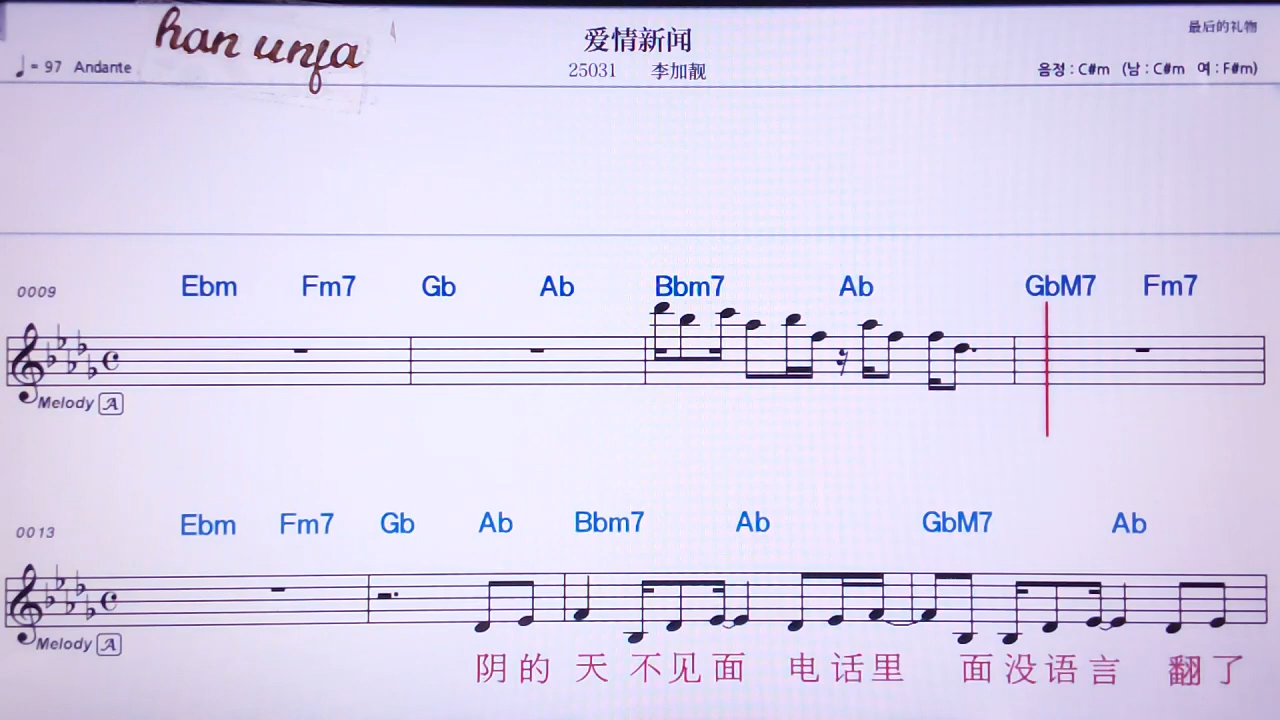 han unfa
爱情新闻
最后的礼物
♩= 97 Andante
25031 李加靓
음정 : C#m (남 : C#m 여 : F#m)
0009
Ebm Fm7 Gb Ab Bbm7 Ab GbM7 Fm7
Melody A
0013
Ebm Fm7 Gb Ab Bbm7 Ab GbM7 Ab
Melody A
阴的 天 不见面 电话里 面没语言 翻了